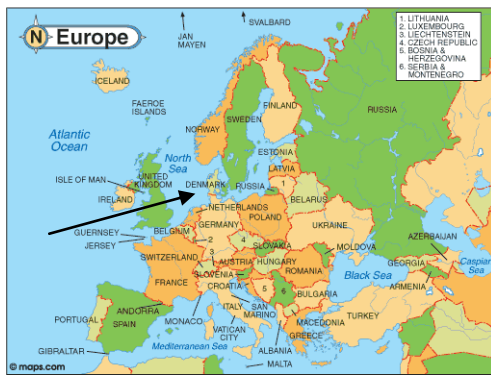 N Europe
JAN
MAYEN
SVALBARD
1. LITHUANIA
2. LUXEMBOURG
3. LIECHTENSTEIN
4. CZECH REPUBLIC
5. BOSNIA &
HERZEGOVINA
6. SERBIA &
MONTENEGRO
ICELAND
FAEROE
ISLANDS
Atlantic
Ocean
NORWAY
SWEDEN
FINLAND
RUSSIA
North
Sea
ESTONIA
LATVIA
1
ISLE OF MAN
UNITED
KINGDOM
IRELAND
DENMARK
RUSSIA
BELARUS
NETHERLANDS
GERMANY
POLAND
GUERNSEY
JERSEY
BELGIUM
2
4
3
UKRAINE
SLOVAKIA
MOLDOVA
AZERBAIJAN
SWITZERLAND
AUSTRIA
HUNGARY
SLOVENIA
ROMANIA
GEORGIA
Caspian
Sea
FRANCE
CROATIA
5
6
Black Sea
ARMENIA
ANDORRA
ITALY
SAN
MARINO
BULGARIA
PORTUGAL
SPAIN
MONACO
VATICAN
CITY
MACEDONIA
TURKEY
GREECE
Mediterranean Sea
ALBANIA
GIBRALTAR
MALTA
© maps.com